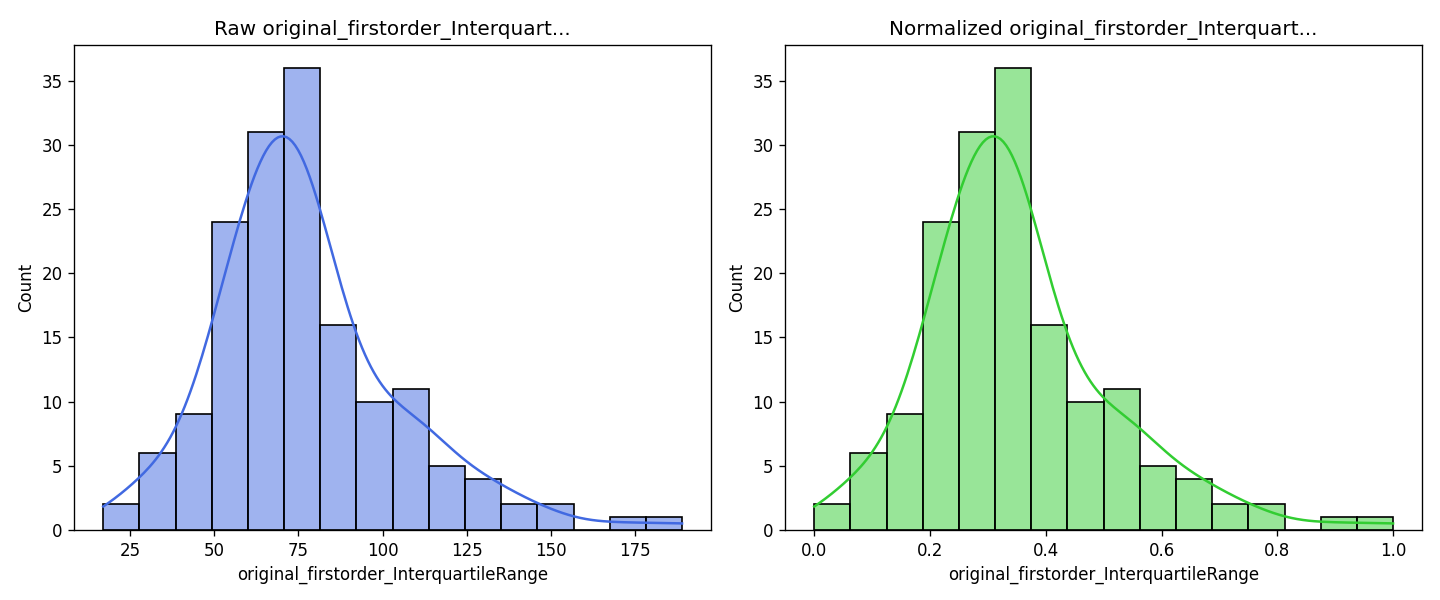 Raw original_firstorder_Interquart...
Count
35
30
25
20
15
10
5
0
25 50 75 100 125 150 175
original_firstorder_InterquartileRange
Normalized original_firstorder_Interquart...
Count
35
30
25
20
15
10
5
0
0.0 0.2 0.4 0.6 0.8 1.0
original_firstorder_InterquartileRange